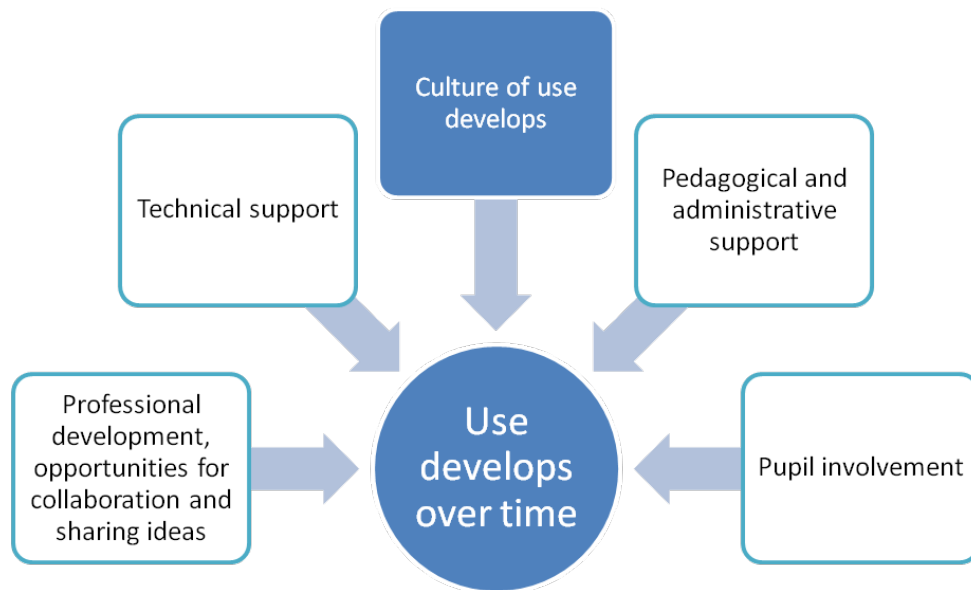 Culture of use
develops
Technical support
Pedagogical and
administrative
support
Professional
development,
opportunities for
collaboration and
sharing ideas
Use
develops
over time
Pupil involvement